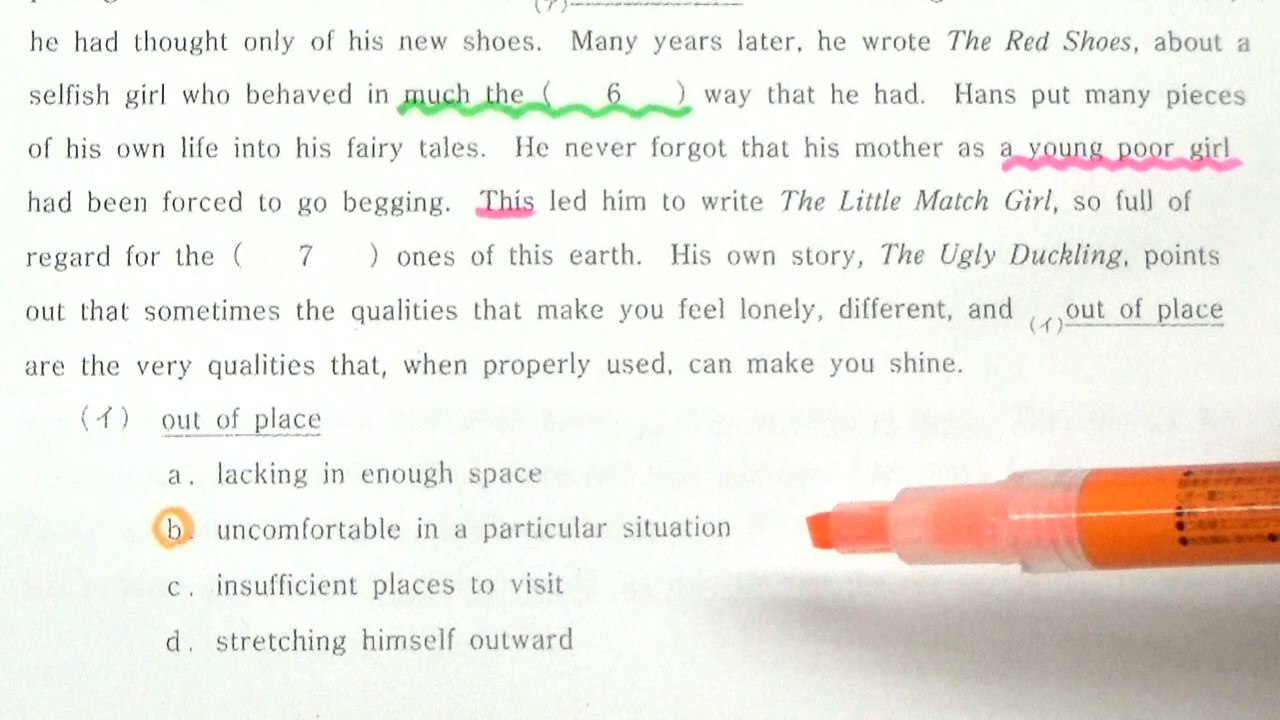 (ア)
he had thought only of his new shoes. Many years later, he wrote The Red Shoes, about a
selfish girl who behaved in much the ( 6 ) way that he had. Hans put many pieces
of his own life into his fairy tales. He never forgot that his mother as a young poor girl
had been forced to go begging. This led him to write The Little Match Girl, so full of
regard for the ( 7 ) ones of this earth. His own story, The Ugly Duckling, points
out that sometimes the qualities that make you feel lonely, different, and (イ)out of place
are the very qualities that, when properly used, can make you shine.
(イ) out of place
a. lacking in enough space
b. uncomfortable in a particular situation
c. insufficient places to visit
d. stretching himself outward